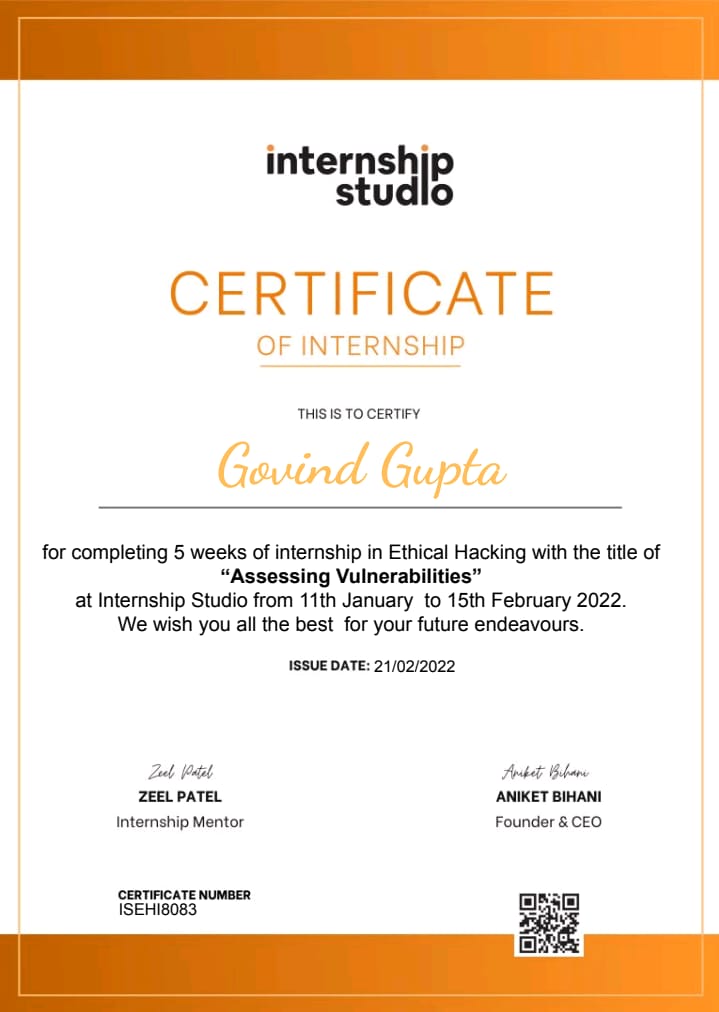 internship
studio
CERTIFICATE
OF INTERNSHIP
THIS IS TO CERTIFY
Govind Gupta
for completing 5 weeks of internship in Ethical Hacking with the title of
“Assessing Vulnerabilities”
at Internship Studio from 11th January  to 15th February 2022.
We wish you all the best  for your future endeavours.
ISSUE DATE: 21/02/2022
Zeel Patel
ZEEL PATEL
Internship Mentor
Aniket Bihani
ANIKET BIHANI
Founder & CEO
CERTIFICATE NUMBER
ISEHI8083